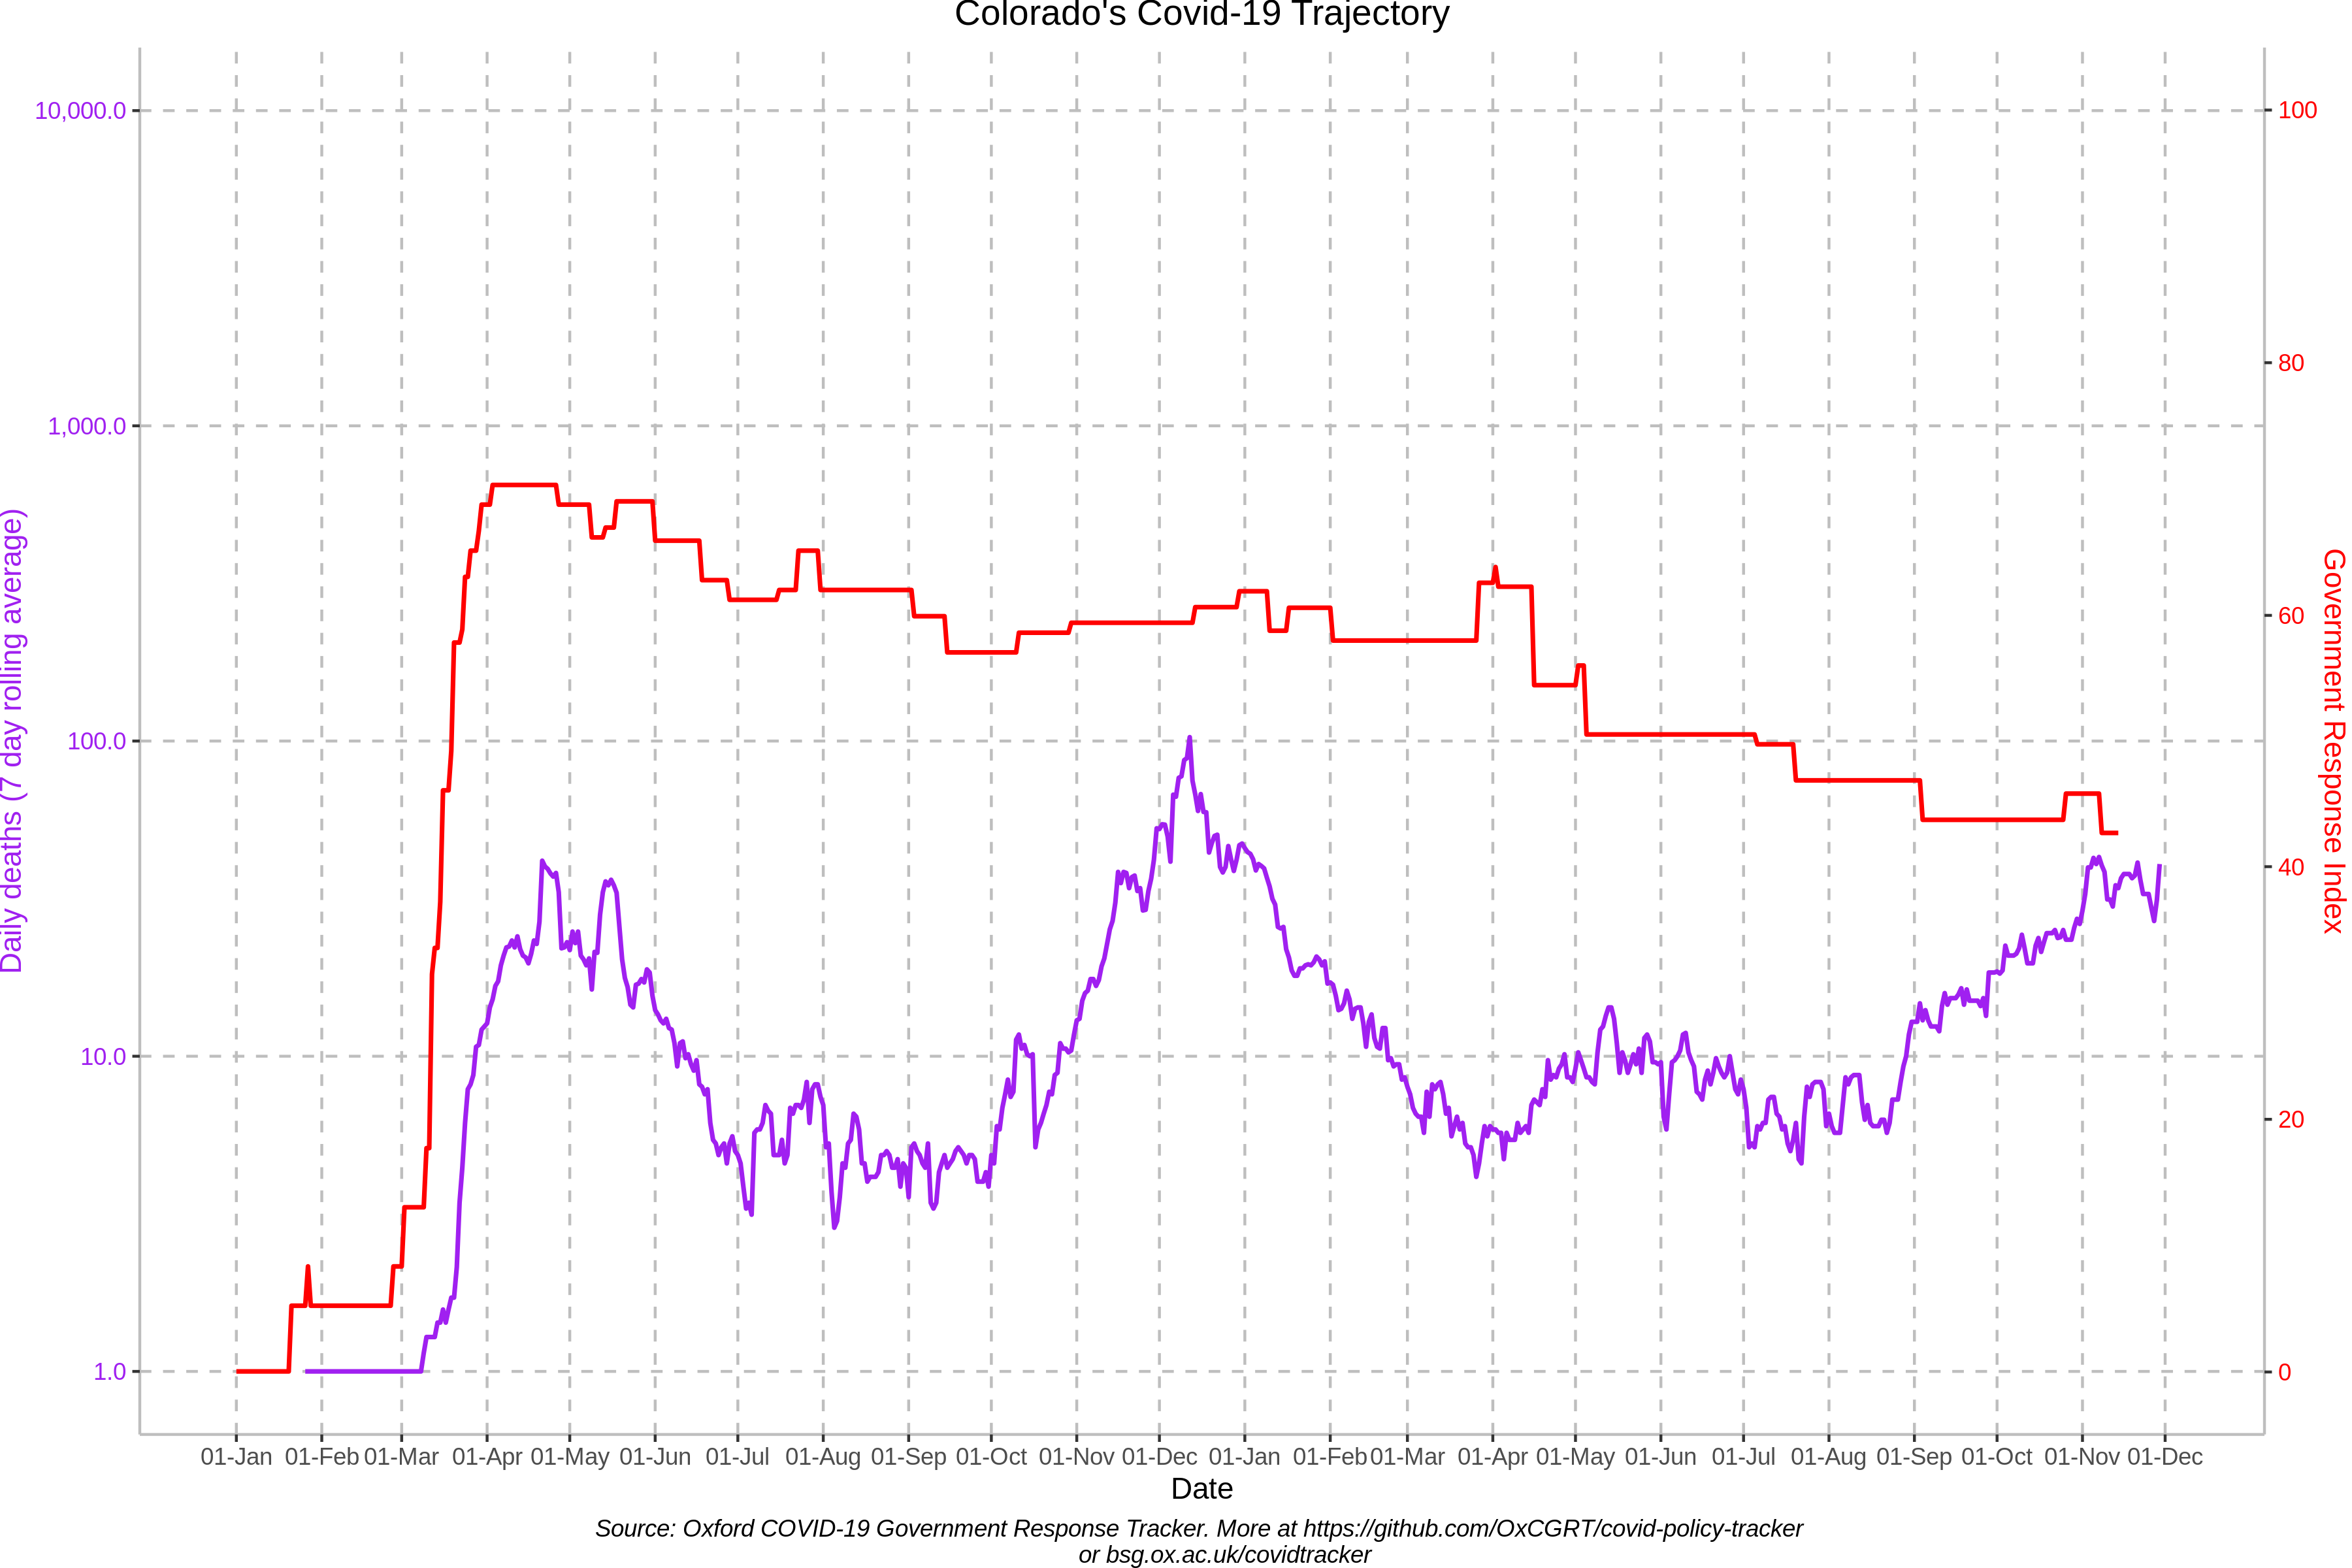 Colorado's Covid-19 Trajectory
10,000.0
1,000.0
100.0
10.0
1.0
Daily deaths (7 day rolling average)
100
80
60
40
20
0
Government Response Index
01-Jan 01-Feb 01-Mar 01-Apr 01-May 01-Jun 01-Jul 01-Aug 01-Sep 01-Oct 01-Nov 01-Dec 01-Jan 01-Feb 01-Mar 01-Apr 01-May 01-Jun 01-Jul 01-Aug 01-Sep 01-Oct 01-Nov 01-Dec
Date
Source: Oxford COVID-19 Government Response Tracker. More at https://github.com/OxCGRT/covid-policy-tracker
or bsg.ox.ac.uk/covidtracker